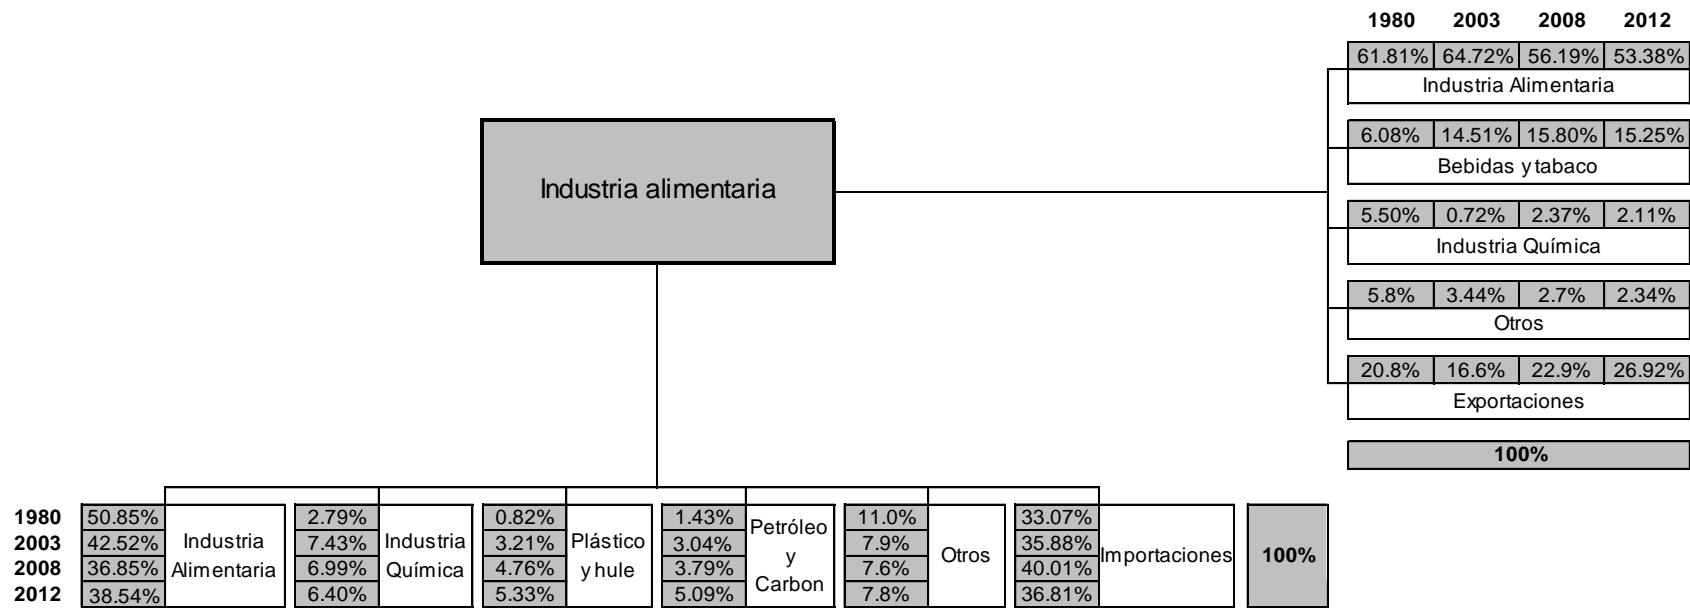 1980 2003 2008 2012
61.81% 64.72% 56.19% 53.38%
Industria Alimentaria
6.08% 14.51% 15.80% 15.25%
Bebidas y tabaco
5.50% 0.72% 2.37% 2.11%
Industria Química
5.8% 3.44% 2.7% 2.34%
Otros
20.8% 16.6% 22.9% 26.92%
Exportaciones
100%
Industria alimentaria
1980 50.85% 2.79% 0.82% 1.43% 11.0% 33.07%
2003 42.52% 7.43% 3.21% 3.04% 7.9% 35.88%
2008 36.85% 6.99% 4.76% 3.79% 7.6% 40.01%
2012 38.54% 6.40% 5.33% 5.09% 7.8% 36.81%
Industria
Alimentaria
Industria
Química
Plástico
y hule
Petróleo
y
Carbon
Otros
Importaciones
100%